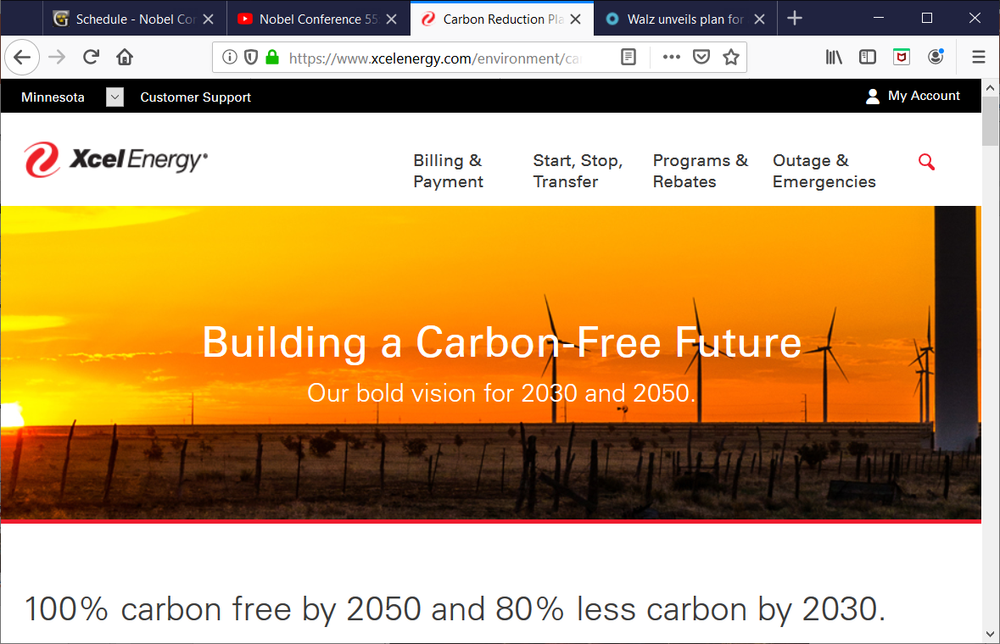 Schedule - Nobel Con
Nobel Conference 55
Carbon Reduction Pla
Walz unveils plan for
https://www.xcelenergy.com/environment/ca
Minnesota
Customer Support
My Account
Xcel Energy®
Billing &
Payment
Start, Stop,
Transfer
Programs &
Rebates
Outage &
Emergencies
Building a Carbon-Free Future
Our bold vision for 2030 and 2050.
100% carbon free by 2050 and 80% less carbon by 2030.